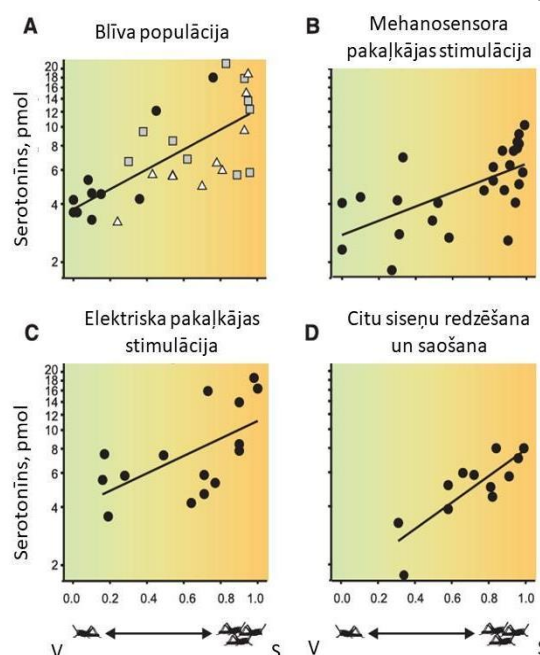 A
Blīva populācija
B
Mehanosensora
pakaļkājas stimulācija
Serotonīns, pmol
20
18
16
14
12
10
8
6
4
2
C
Elektriska pakaļkājas
stimulācija
D
Citu siseņu redzēšana
un saošana
Serotonīns, pmol
20
18
16
14
12
10
8
6
4
2
0.0 0.2 0.4 0.6 0.8 1.0
0.0 0.2 0.4 0.6 0.8 1.0
V S V S